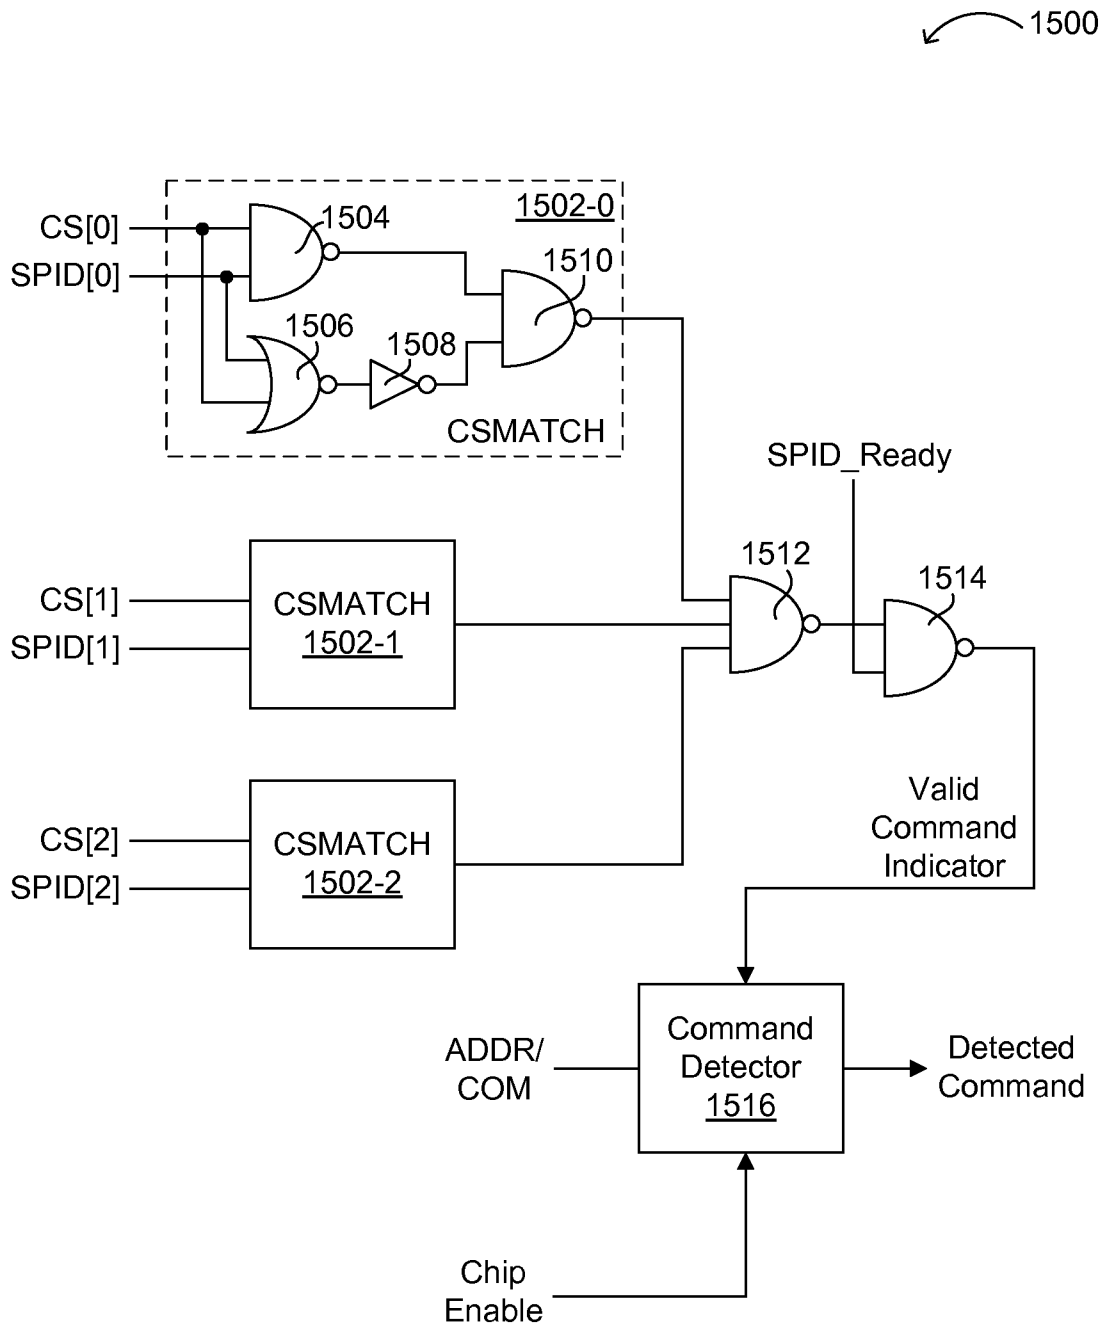 1500
CS[0]
SPID[0]
1504
1502-0
1510
1506
1508
CSMATCH
SPID_Ready
1512
1514
CS[1]
SPID[1]
CSMATCH
1502-1
CS[2]
SPID[2]
CSMATCH
1502-2
Valid
Command
Indicator
ADDR/
COM
Command
Detector
1516
Detected
Command
Chip
Enable